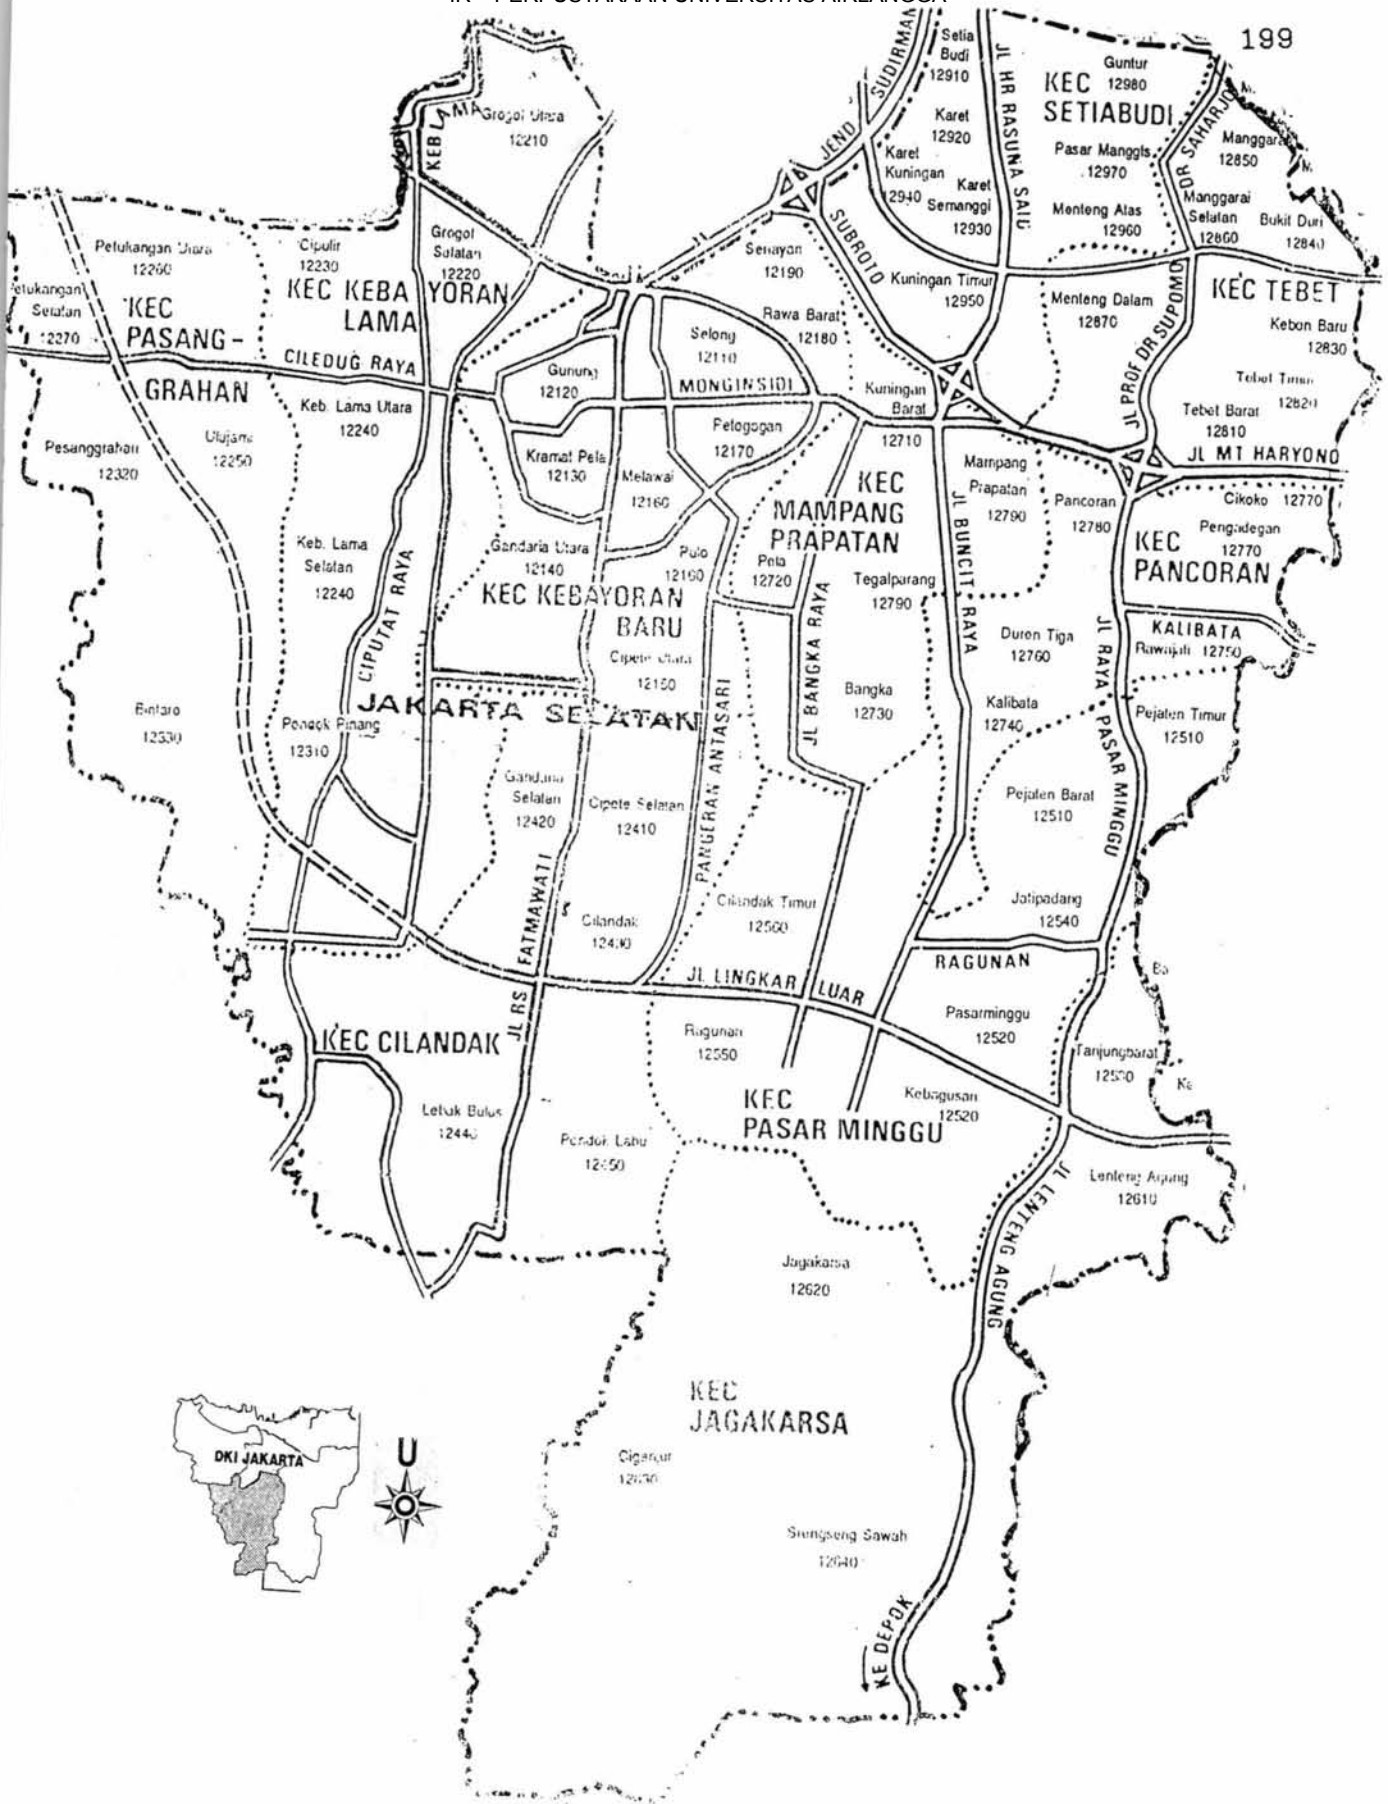 IR - PERPUSTAKAAN UNIVERSITAS AIRLANGGA
199
Setia
Budi
12910
JL HR RASUNA SAID
KEC
SETIABUDI
Guntur
12980
JEND SUDIRMAN
Karet
12920
Karet
Kuningan
12940
Karet
Semanggi
12930
Pasar Manggis
12970
Menteng Atas
12960
DR SAHARJO
Manggarai
12850
Manggarai
Selatan
12860
Bukit Duri
12840
KEB LAMA
Grogol Utara
12210
Grogol
Selatan
12220
Petukangan Utara
12260
Petukangan
Selatan
12270
KEC
PASANG-
GRAHAN
Cipulir
12230
KEC KEBA YORAN
LAMA
CILEDUG RAYA
Senayan
12190
SUBROTO
Kuningan Timur
12950
Menteng Dalam
12870
JL PROF DR SUPOMO
KEC TEBET
Kebon Baru
12830
Tebet Timur
12820
Tebet Barat
12810
JL MT HARYONO
Rawa Barat
12180
Selong
12110
Gunung
12120
MONGINSIDI
Kuningan
Barat
12710
Keb. Lama Utara
12240
Ulujami
12250
Pesanggrahan
12320
Kramat Pela
12130
Melawai
12160
Petogogan
12170
KEC
MAMPANG
PRAPATAN
Mampang
Prapatan
12790
Pancoran
12780
Cikoko 12770
Pengadegan
12770
KEC
PANCORAN
Keb. Lama
Selatan
12240
CIPUTAT RAYA
Gandaria Utara
12140
KEC KEBAYORAN
BARU
Pulo
12160
Pela
12720
Tegalparang
12790
JL BUNCIT RAYA
JL BANGKA RAYA
Duren Tiga
12760
JL RAYA PASAR MINGGU
KALIBATA
Rawajati 12750
Cipete Utara
12150
JAKARTA SELATAN
Bintaro
12330
Pondok Pinang
12310
PANGERAN ANTASARI
Bangka
12730
Kalibata
12740
Pejaten Timur
12510
Gandaria
Selatan
12420
Cipete Selatan
12410
Pejaten Barat
12510
JL RS FATMAWATI
Cilandak
12430
Cilandak Timur
12560
Jatipadang
12540
RAGUNAN
JL LINGKAR LUAR
Ba
KEC CILANDAK
Ragunan
12550
Pasarminggu
12520
Tanjungbarat
12530
Ke
KEC
PASAR MINGGU
Kebagusan
12520
Lebak Bulus
12440
Pondok Labu
12450
Lenteng Agung
12610
JL LENTENG AGUNG
Jagakarsa
12620
KEC
JAGAKARSA
DKI JAKARTA
U
Ciganjur
12630
Srengseng Sawah
12640
KE DEPOK